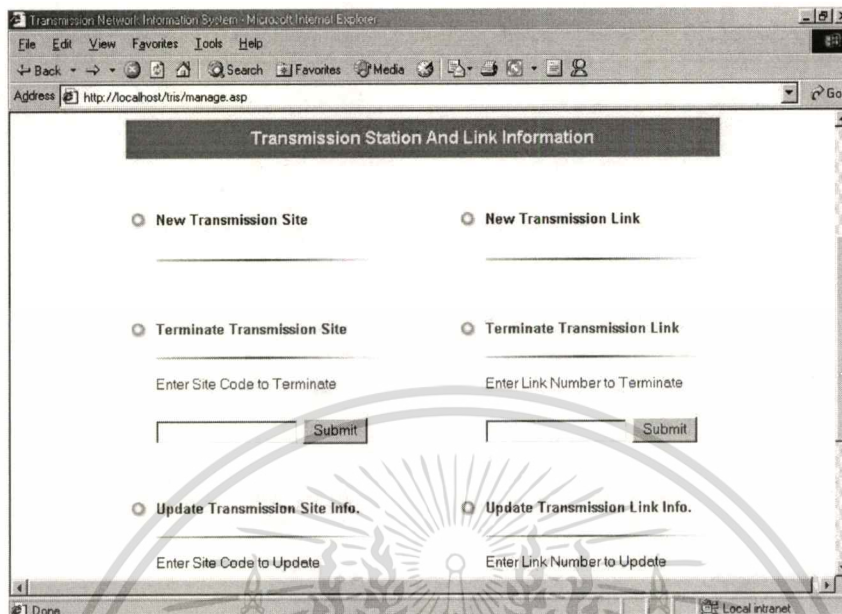 Transmission Network Information System - Microsoft Internet Explorer
File Edit View Favorites Tools Help
Back Search Favorites Media
Address http://localhost/tris/manage.asp Go
Transmission Station And Link Information
New Transmission Site
New Transmission Link
Terminate Transmission Site
Terminate Transmission Link
Enter Site Code to Terminate
Enter Link Number to Terminate
Submit
Submit
Update Transmission Site Info.
Update Transmission Link Info.
Enter Site Code to Update
Enter Link Number to Update
Done Local intranet